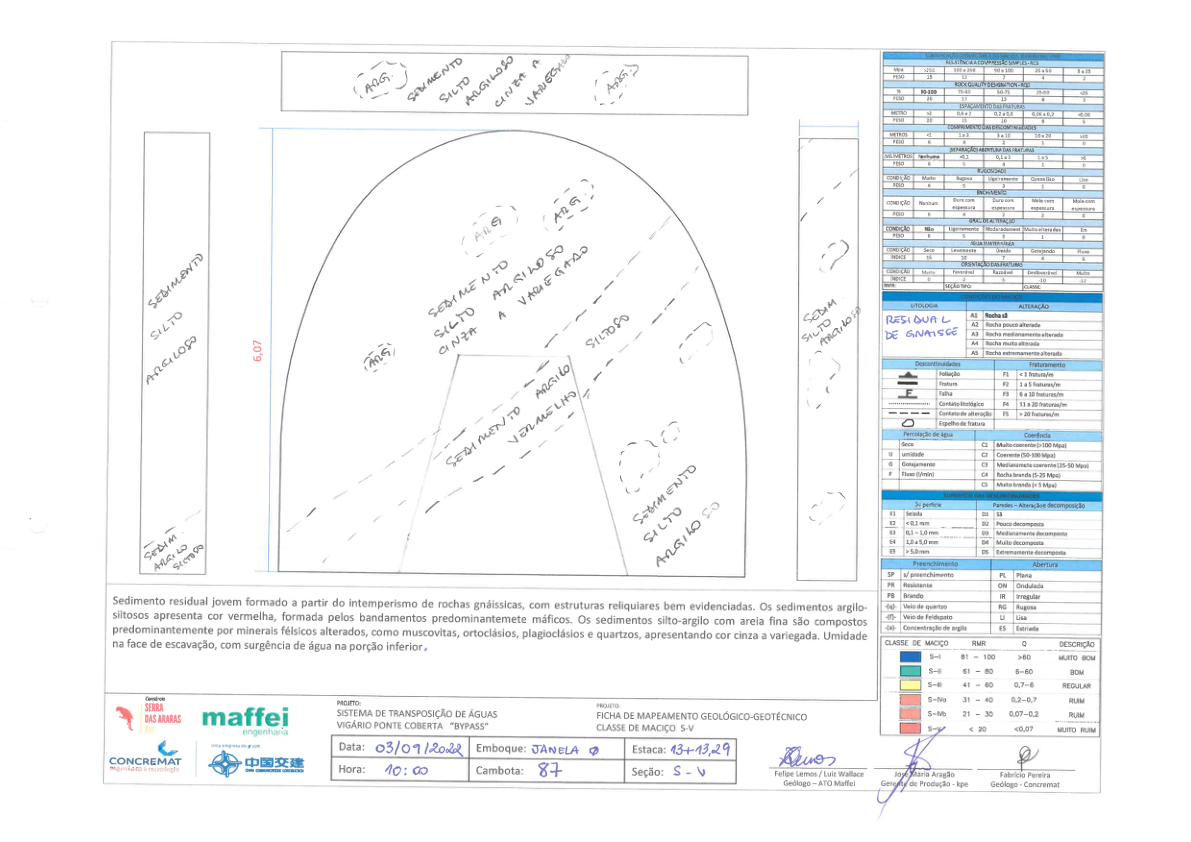 ARG.
SEDIMENTO
SILTO
ARGILOSO
CINZA A
VARIEGADO
ARG.
SEDIMENTO
SILTO
ARGILOSO
SEDIM
ARGILO
SILTOSO
6,07
ARG
ARG
SEDIMENTO
SILTO ARGILOSO
CINZA A VARIEGADO
ARG
SEDIMENTO ARGILO SILTOSO
VERMELHO
SEDIMENTO
SILTO
ARGILOSO
SEDIM
SILTO
ARGILOSO
RESISTÊNCIA A COMPRESSÃO SIMPLES - RCS
Mpa >250 100 a 250 50 a 100 25 a 50 5 a 25
PESO 15 12 7 4 2
ROCK QUALITY DESIGNATION - RQD
% 90-100 75-90 50-75 25-50 <25
PESO 20 17 13 8 3
ESPAÇAMENTO DAS FRATURAS
METRO >2 0,6 a 2 0,2 a 0,6 0,06 a 0,2 <0,06
PESO 20 15 10 8 5
COMPRIMENTO DAS DESCONTINUIDADES
METROS <1 1 a 3 3 a 10 10 a 20 >20
PESO 6 4 2 1 0
SEPARAÇÃO/ABERTURA DAS FRATURAS
MILIMETROS Nenhuma <0,1 0,1 a 1 1 a 5 >5
PESO 6 5 4 1 0
RUGOSIDADE
CONDIÇÃO Muito Rugosa Ligeiramente Quase liso Liso
PESO 6 5 3 1 0
ENCHIMENTO
CONDIÇÃO Nenhum Duro com espessura Duro com espessura Mole com espessura Mole com espessura
PESO 6 4 2 2 0
GRAU DE ALTERAÇÃO
CONDIÇÃO Não Ligeiramente Moderadament Muito alteradas Em
PESO 6 5 3 1 0
ÁGUA SUBTERRÂNEA
CONDIÇÃO Seco Levemente Úmido Gotejando Fluxo
ÍNDICE 15 10 7 4 0
ORIENTAÇÃO DAS FRATURAS
CONDIÇÃO Muito Favorável Razoável Desfavorável Muito
ÍNDICE 0 -2 -5 -10 -12
RMR: SEÇÃO TIPO: CLASSE:
CONDIÇÕES DO MACIÇO
LITOLOGIA ALTERAÇÃO
RESIDUAL
DE GNAISSE
A1 Rocha sã
A2 Rocha pouco alterada
A3 Rocha medianamente alterada
A4 Rocha muito alterada
A5 Rocha extremamente alterada
Descontinuidades Fraturamento
Foliação F1 < 1 fratura/m
Fratura F2 1 a 5 fraturas/m
F Falha F3 6 a 10 fraturas/m
Contato litológico F4 11 a 20 fraturas/m
Contato de alteração F5 > 20 fraturas/m
Espelho de fratura
Percolação de água Coerência
Seco C1 Muito coerente (>100 Mpa)
U umidade C2 Coerente (50-100 Mpa)
G Gotejamento C3 Medianamete coerente (25-50 Mpa)
F Fluxo (l/min) C4 Rocha branda (5-25 Mpa)
C5 Muito branda (< 5 Mpa)
SUPERFÍCIE DAS DESCONTINUIDADES
Superfície Paredes – Alteração e decomposição
E1 Selada D1 Sã
E2 < 0,1 mm D2 Pouco decomposta
E3 0,1 – 1,0 mm D3 Medianamente decomposta
E4 1,0 a 5,0 mm D4 Muito decomposta
E5 > 5,0 mm D5 Extremamente decomposta
Preenchimento Abertura
SP s/ preenchimento PL Plana
PR Resistente ON Ondulada
PB Brando IR Irregular
-(q)- Veio de quartzo RG Rugosa
-(f)- Veio de Feldspato LI Lisa
-(a)- Concentração de argila ES Estriada
CLASSE DE MACIÇO RMR Q DESCRIÇÃO
S-I 81 – 100 >60 MUITO BOM
S-II 61 – 80 6-60 BOM
S-III 41 – 60 0,7-6 REGULAR
S-IVa 31 – 40 0,2-0,7 RUIM
S-IVb 21 – 30 0,07-0,2 RUIM
S-V < 20 <0,07 MUITO RUIM
Sedimento residual jovem formado a partir do intemperismo de rochas gnáissicas, com estruturas reliquiares bem evidenciadas. Os sedimentos argilo-
siltosos apresenta cor vermelha, formada pelos bandamentos predominantemete máficos. Os sedimentos silto-argilo com areia fina são compostos
predominantemente por minerais félsicos alterados, como muscovitas, ortoclásios, plagioclásios e quartzos, apresentando cor cinza a variegada. Umidade
na face de escavação, com surgência de água na porção inferior.
Consórcio
SERRA
DAS ARARAS
maffei
engenharia
CONCREMAT
engenharia e tecnologia
uma empresa do grupo
中国交建
PROJETO:
SISTEMA DE TRANSPOSIÇÃO DE ÁGUAS
VIGÁRIO PONTE COBERTA "BYPASS"
PROJETO:
FICHA DE MAPEAMENTO GEOLÓGICO-GEOTÉCNICO
CLASSE DE MACIÇO S-V
Data: 03/09/2022 Emboque: JANELA Ø Estaca: 13+13,29
Hora: 10:00 Cambota: 87 Seção: S-V
Felipe Lemos / Luiz Wallace
Geólogo – ATO Maffei
José Maria Aragão
Gerente de Produção - kpe
Fabrício Pereira
Geólogo - Concremat